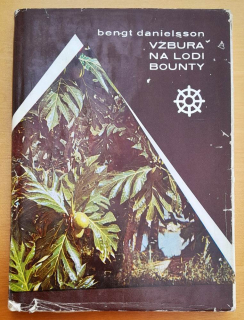 bengt danielsson
VZBURA
NA LODI
BOUNTY